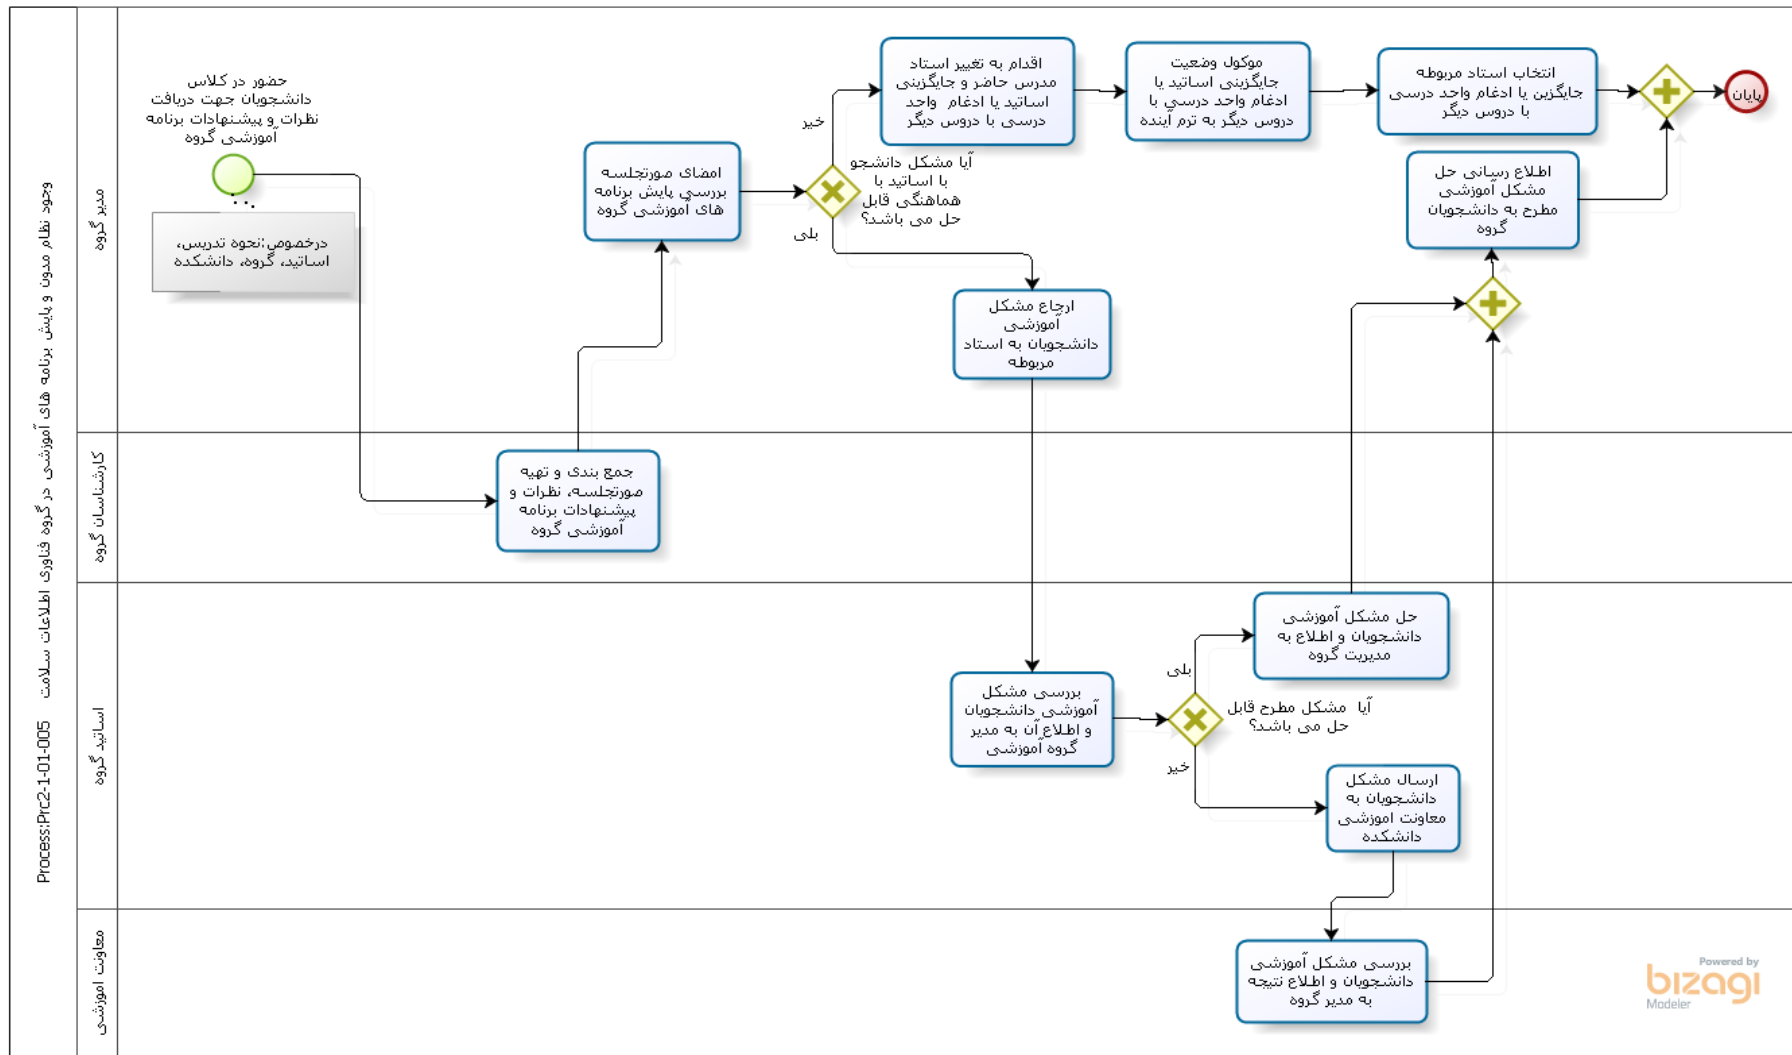 وجود نظام مدون و پایش برنامه های آموزشی در گروه فناوری اطلاعات سلامت Process:Prc2-1-01-005
مدیر گروه
حضور در کلاس
دانشجویان جهت دریافت
نظرات و پیشنهادات برنامه
آموزشی گروه
درخصوص:نحوه تدریس،
اساتید، گروه، دانشکده
امضای صورتجلسه
بررسی پایش برنامه
های آموزشی گروه
آیا مشکل دانشجو
با اساتید با
هماهنگی قابل
حل می باشد؟
خیر
بلی
اقدام به تغییر استاد
مدرس حاضر و جایگزینی
اساتید یا ادغام واحد
درسی با دروس دیگر
موکول وضعیت
جایگزینی اساتید یا
ادغام واحد درسی با
دروس دیگر به ترم آینده
انتخاب استاد مربوطه
جایگزین یا ادغام واحد درسی
با دروس دیگر
پایان
اطلاع رسانی حل
مشکل آموزشی
مطرح به دانشجویان
گروه
ارجاع مشکل
آموزشی
دانشجویان به استاد
مربوطه
کارشناسان گروه
جمع بندی و تهیه
صورتجلسه، نظرات و
پیشنهادات برنامه
آموزشی گروه
اساتید گروه
بررسی مشکل
آموزشی دانشجویان
و اطلاع آن به مدیر
گروه آموزشی
آیا مشکل مطرح قابل
حل می باشد؟
بلی
خیر
حل مشکل آموزشی
دانشجویان و اطلاع به
مدیریت گروه
ارسال مشکل
دانشجویان به
معاونت اموزشی
دانشکده
معاونت اموزشی
بررسی مشکل آموزشی
دانشجویان و اطلاع نتیجه
به مدیر گروه
Powered by
bizagi
Modeler